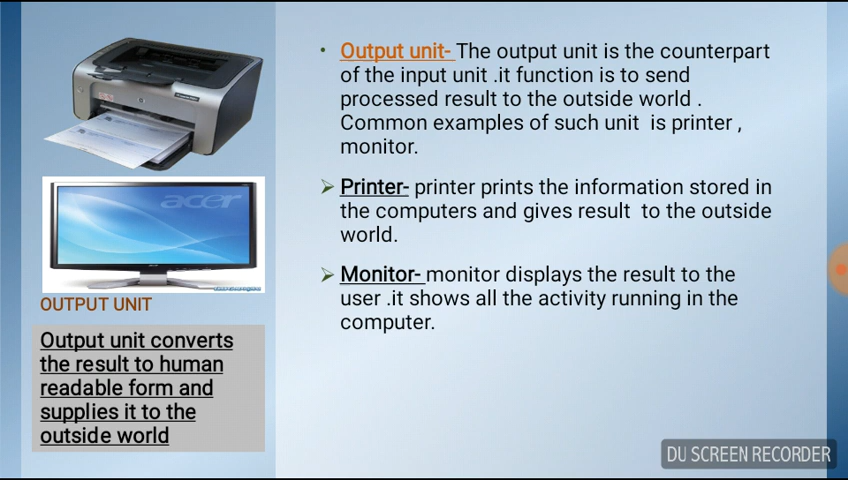 acer
OUTPUT UNIT
Output unit converts
the result to human
readable form and
supplies it to the
outside world
• Output unit- The output unit is the counterpart
of the input unit .it function is to send
processed result to the outside world .
Common examples of such unit  is printer ,
monitor.
➢ Printer- printer prints the information stored in
the computers and gives result  to the outside
world.
➢ Monitor- monitor displays the result to the
user .it shows all the activity running in the
computer.
DU SCREEN RECORDER